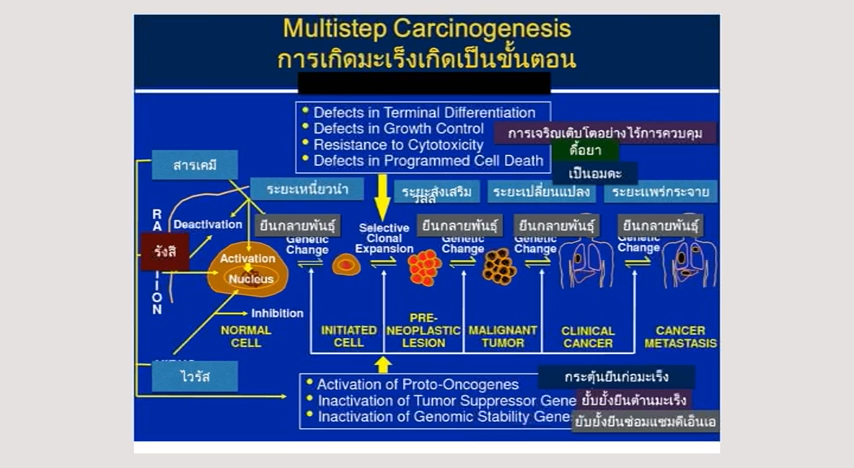 Multistep Carcinogenesis
การเกิดมะเร็งเกิดเป็นขั้นตอน
• Defects in Terminal Differentiation
• Defects in Growth Control
• Resistance to Cytotoxicity
• Defects in Programmed Cell Death
การเจริญเติบโตอย่างไร้การควบคุม
ดื้อยา
เป็นอมตะ
สารเคมี
ระยะเหนี่ยวนำ
ระยะส่งเสริม
ระยะเปลี่ยนแปลง
ระยะแพร่กระจาย
Deactivation
รังสี
ยีนกลายพันธุ์
Genetic
Change
Selective
Clonal
Expansion
ยีนกลายพันธุ์
Genetic
Change
ยีนกลายพันธุ์
Genetic
Change
ยีนกลายพันธุ์
Genetic
Change
Activation
Nucleus
Inhibition
NORMAL
CELL
INITIATED
CELL
PRE-
NEOPLASTIC
LESION
MALIGNANT
TUMOR
CLINICAL
CANCER
CANCER
METASTASIS
ไวรัส
• Activation of Proto-Oncogenes
• Inactivation of Tumor Suppressor Gene
• Inactivation of Genomic Stability Genes
กระตุ้นยีนก่อมะเร็ง
ยั้บยั้งยีนต้านมะเร็ง
ยับยั้งยีนซ่อมแซมดีเอ็นเอ